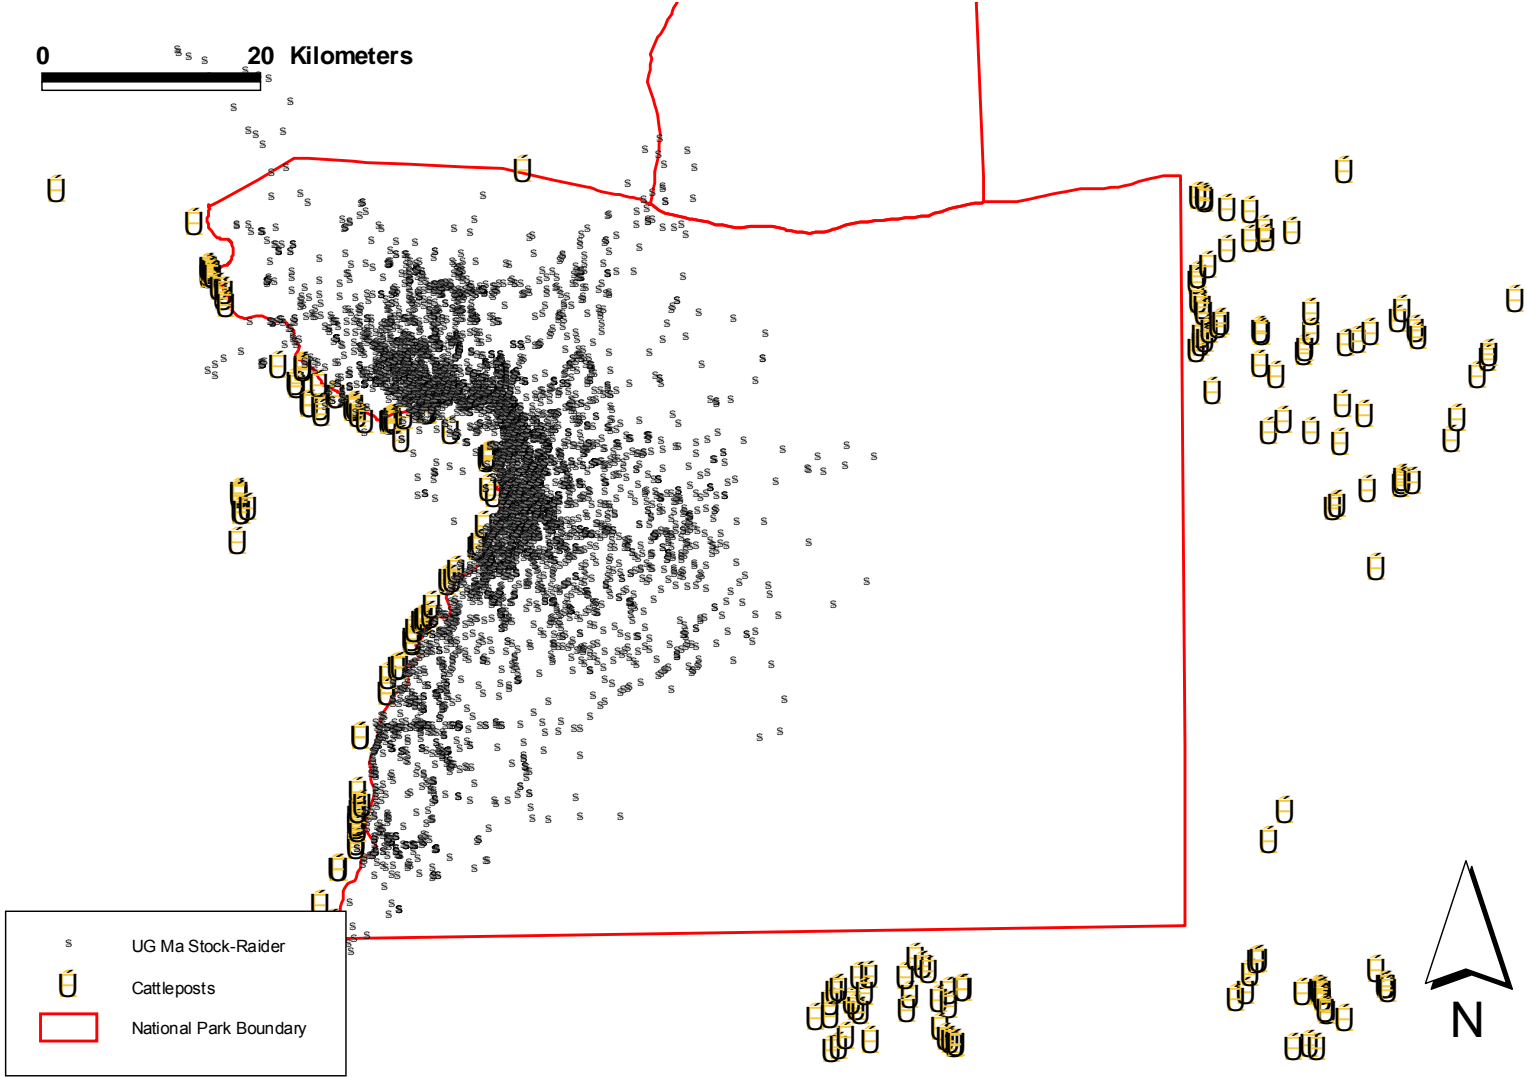 0 20 Kilometers
UG Ma Stock-Raider
Cattleposts
National Park Boundary
N